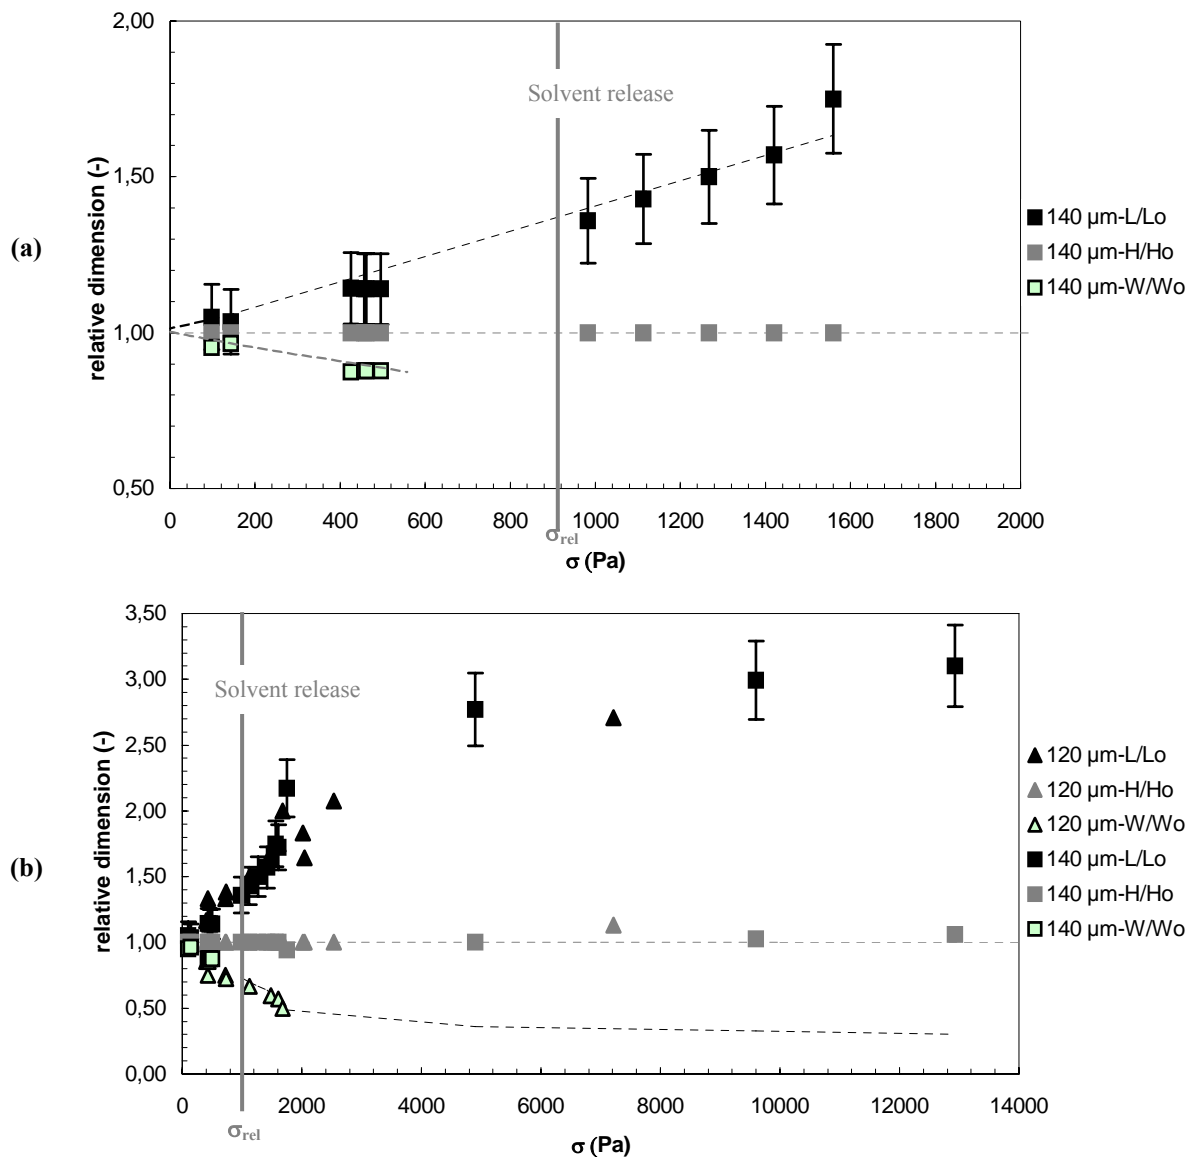 (a)
relative dimension (-)
2,00
1,50
1,00
0,50
Solvent release
140 µm-L/Lo
140 µm-H/Ho
140 µm-W/Wo
0 200 400 600 800 1000 1200 1400 1600 1800 2000
σrel
σ (Pa)
(b)
relative dimension (-)
3,50
3,00
2,50
2,00
1,50
1,00
0,50
0,00
Solvent release
120 µm-L/Lo
120 µm-H/Ho
120 µm-W/Wo
140 µm-L/Lo
140 µm-H/Ho
140 µm-W/Wo
0 2000 4000 6000 8000 10000 12000 14000
σrel
σ (Pa)